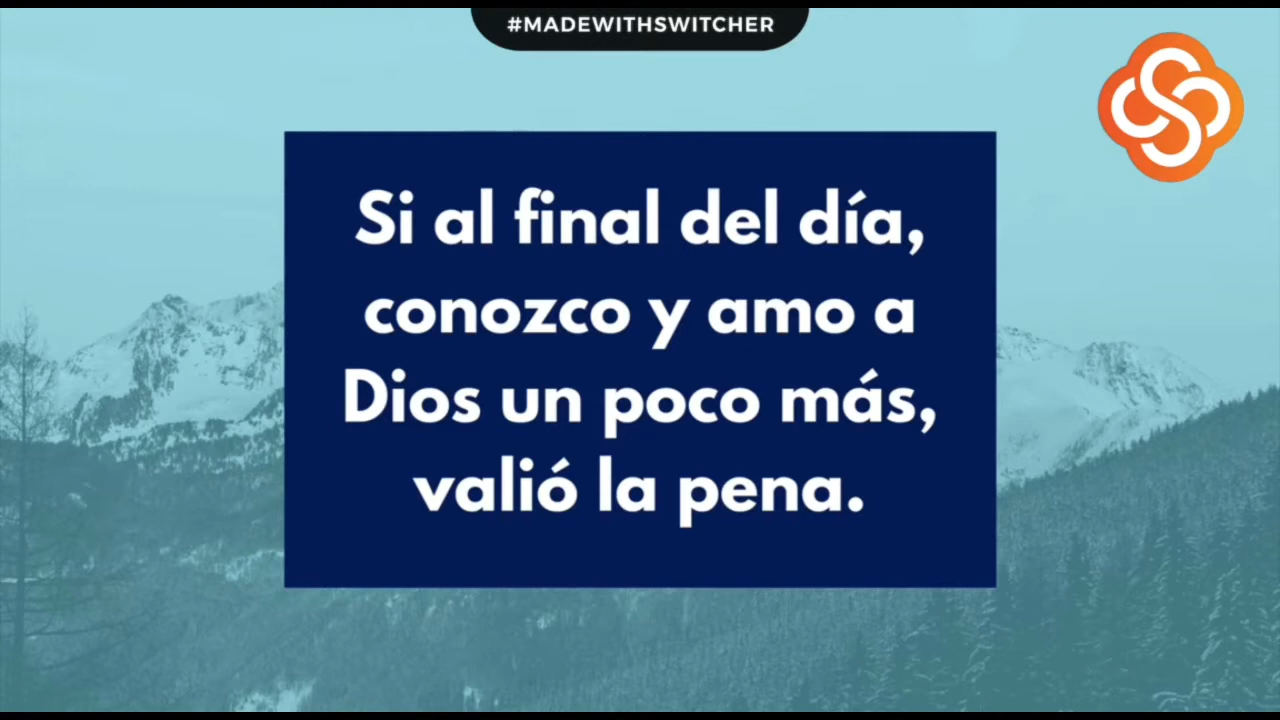 #MADEWITHSWITCHER
Si al final del día,
conozco y amo a
Dios un poco más,
valió la pena.